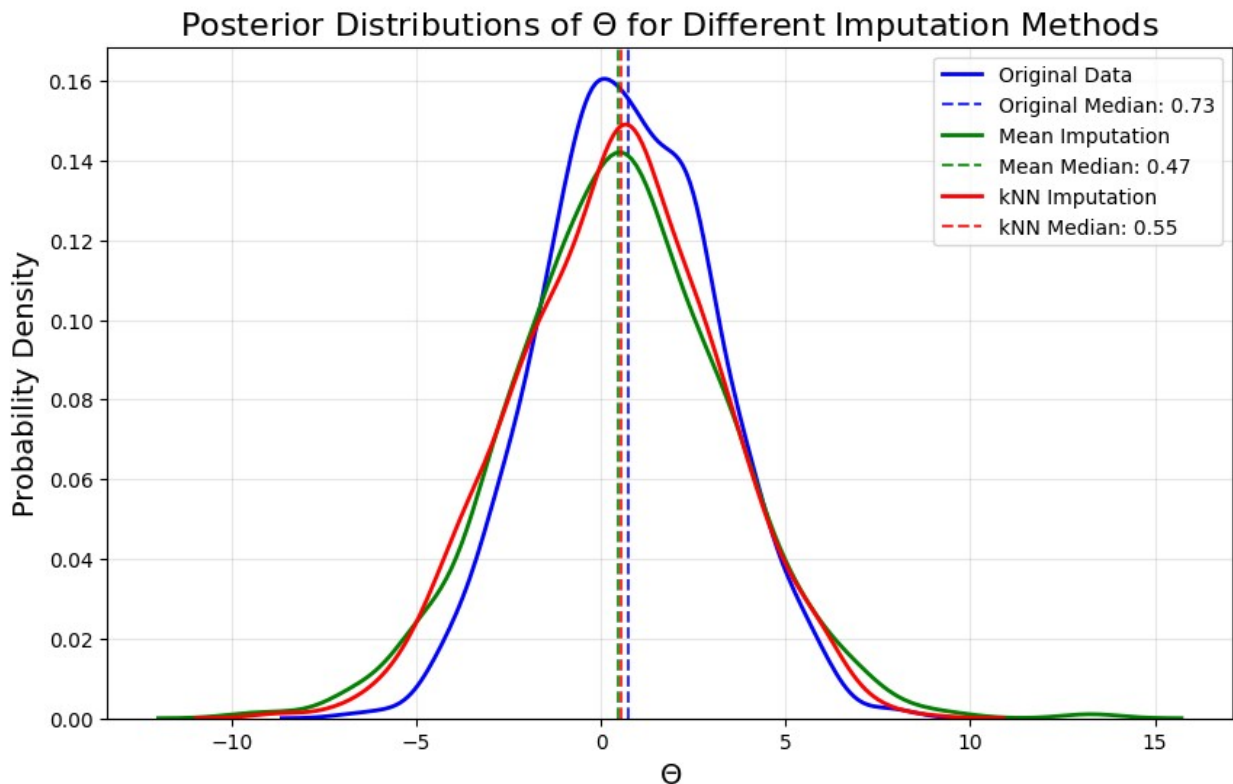 Posterior Distributions of Θ for Different Imputation Methods
Probability Density
0.16
0.14
0.12
0.10
0.08
0.06
0.04
0.02
0.00
Original Data
Original Median: 0.73
Mean Imputation
Mean Median: 0.47
kNN Imputation
kNN Median: 0.55
−10 −5 0 5 10 15
Θ